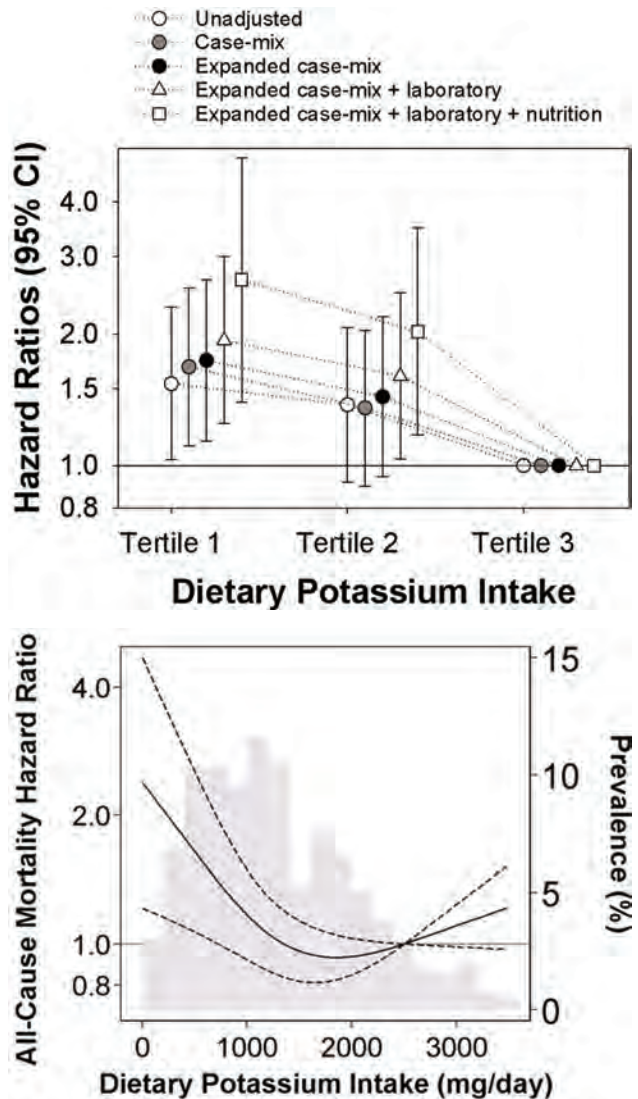 Unadjusted
Case-mix
Expanded case-mix
Expanded case-mix + laboratory
Expanded case-mix + laboratory + nutrition
Hazard Ratios (95% CI)
4.0
3.0
2.0
1.5
1.0
0.8
Tertile 1 Tertile 2 Tertile 3
Dietary Potassium Intake
All-Cause Mortality Hazard Ratio
4.0
2.0
1.0
0.8
15
10
5
0
Prevalence (%)
0 1000 2000 3000
Dietary Potassium Intake (mg/day)